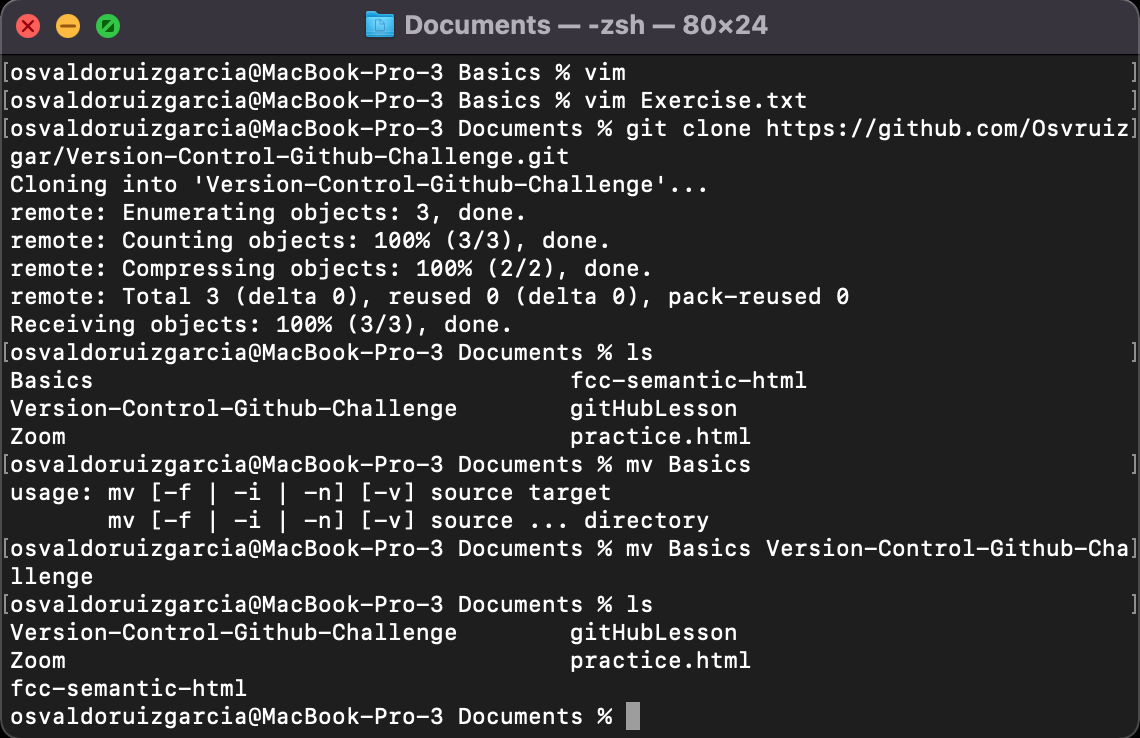 Documents — -zsh — 80×24
[osvaldoruizgarcia@MacBook-Pro-3 Basics % vim ]
[osvaldoruizgarcia@MacBook-Pro-3 Basics % vim Exercise.txt ]
[osvaldoruizgarcia@MacBook-Pro-3 Documents % git clone https://github.com/Osvruiz]
gar/Version-Control-Github-Challenge.git
Cloning into 'Version-Control-Github-Challenge'...
remote: Enumerating objects: 3, done.
remote: Counting objects: 100% (3/3), done.
remote: Compressing objects: 100% (2/2), done.
remote: Total 3 (delta 0), reused 0 (delta 0), pack-reused 0
Receiving objects: 100% (3/3), done.
[osvaldoruizgarcia@MacBook-Pro-3 Documents % ls ]
Basics fcc-semantic-html
Version-Control-Github-Challenge gitHubLesson
Zoom practice.html
[osvaldoruizgarcia@MacBook-Pro-3 Documents % mv Basics ]
usage: mv [-f | -i | -n] [-v] source target
mv [-f | -i | -n] [-v] source ... directory
[osvaldoruizgarcia@MacBook-Pro-3 Documents % mv Basics Version-Control-Github-Cha]
llenge
[osvaldoruizgarcia@MacBook-Pro-3 Documents % ls ]
Version-Control-Github-Challenge gitHubLesson
Zoom practice.html
fcc-semantic-html
osvaldoruizgarcia@MacBook-Pro-3 Documents %